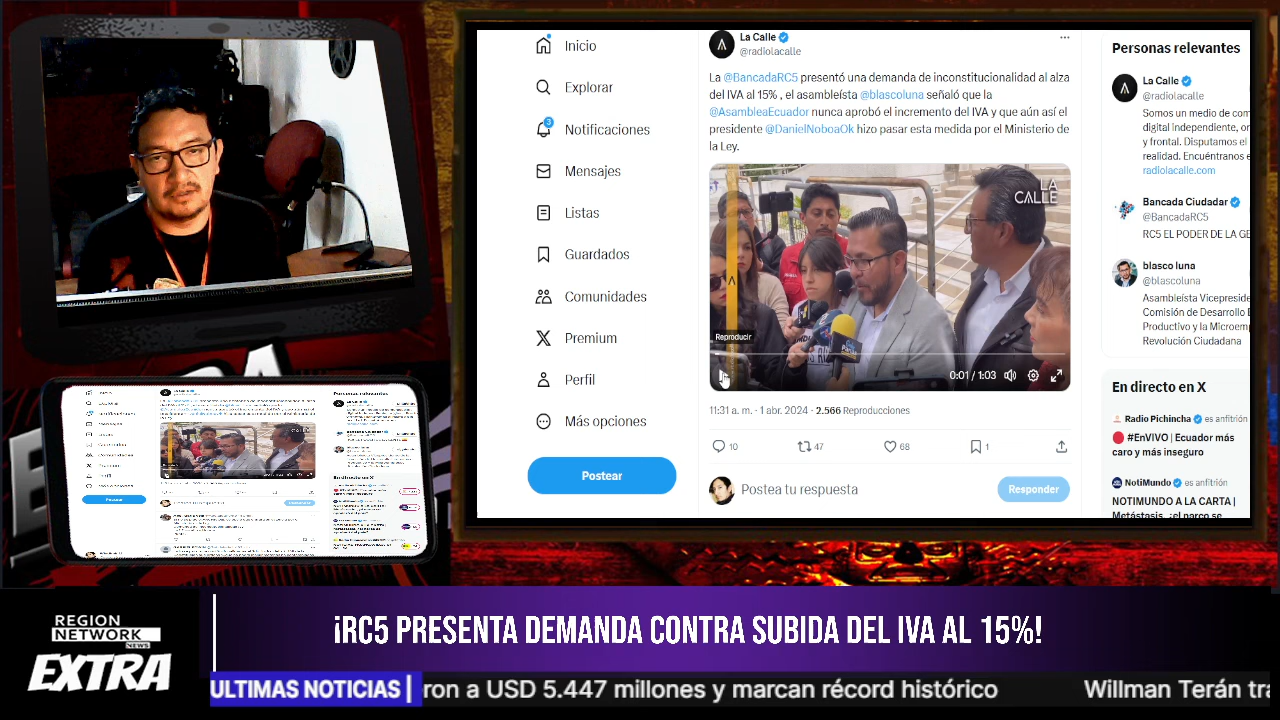 Inicio
Explorar
3
Notificaciones
Mensajes
Listas
Guardados
Comunidades
Premium
Perfil
Más opciones
Postear
La Calle
@radiolacalle
La @BancadaRC5 presentó una demanda de inconstitucionalidad al alza
del IVA al 15% , el asambleísta @blascoluna señaló que la
@AsambleaEcuador nunca aprobó el incremento del IVA y que aún así el
presidente @DanielNoboaOk hizo pasar esta medida por el Ministerio de
la Ley.
LA
CALLE
Reproducir
0:01 / 1:03
11:31 a. m. · 1 abr. 2024 · 2.566 Reproducciones
10 47 68 1
Postea tu respuesta
Responder
Personas relevantes
La Calle
@radiolacalle
Somos un medio de com
digital Independiente, or
y frontal. Disputamos el
realidad. Encuéntranos e
radiolacalle.com
Bancada Ciudadar
@BancadaRC5
RC5 EL PODER DE LA GE
blasco luna
@blascoluna
Asambleísta Vicepreside
Comisión de Desarrollo E
Productivo y la Microemp
Revolución Ciudadana
En directo en X
Radio Pichincha es anfitrión
#EnVIVO | Ecuador más
caro y más inseguro
NotiMundo es anfitrión
NOTIMUNDO A LA CARTA |
Metástasis, ¿el narco se
REGION
NETWORK
NEWS
EXTRA
¡RC5 PRESENTA DEMANDA CONTRA SUBIDA DEL IVA AL 15%!
ULTIMAS NOTICIAS | ron a USD 5.447 millones y marcan récord histórico Willman Terán tra